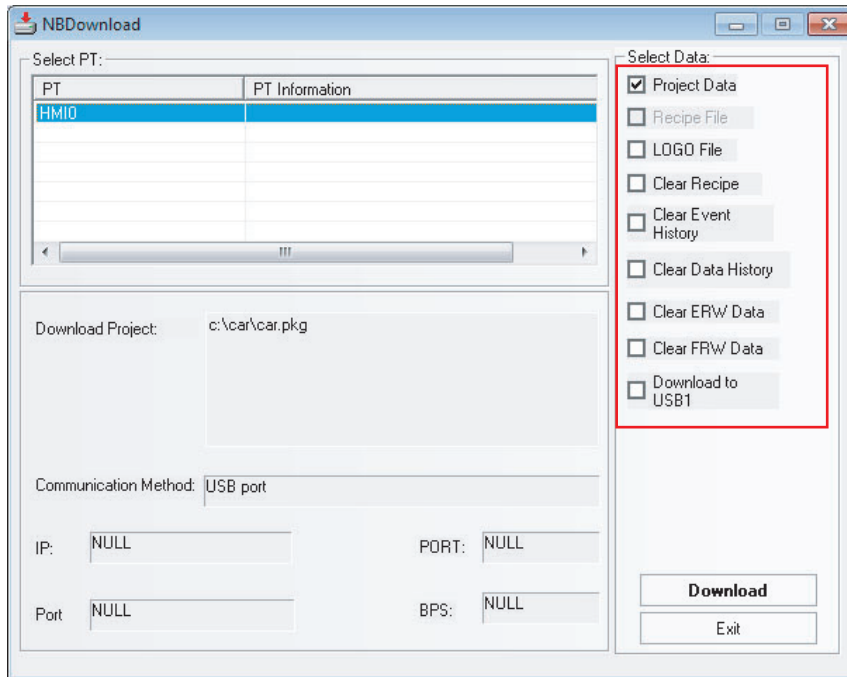 NBDownload
Select PT:
PT
PT Information
HMI0
Download Project:
c:\car\car.pkg
Communication Method:
USB port
IP:
NULL
PORT:
NULL
Port
NULL
BPS:
NULL
Select Data:
Project Data
Recipe File
LOGO File
Clear Recipe
Clear Event
History
Clear Data History
Clear ERW Data
Clear FRW Data
Download to
USB1
Download
Exit